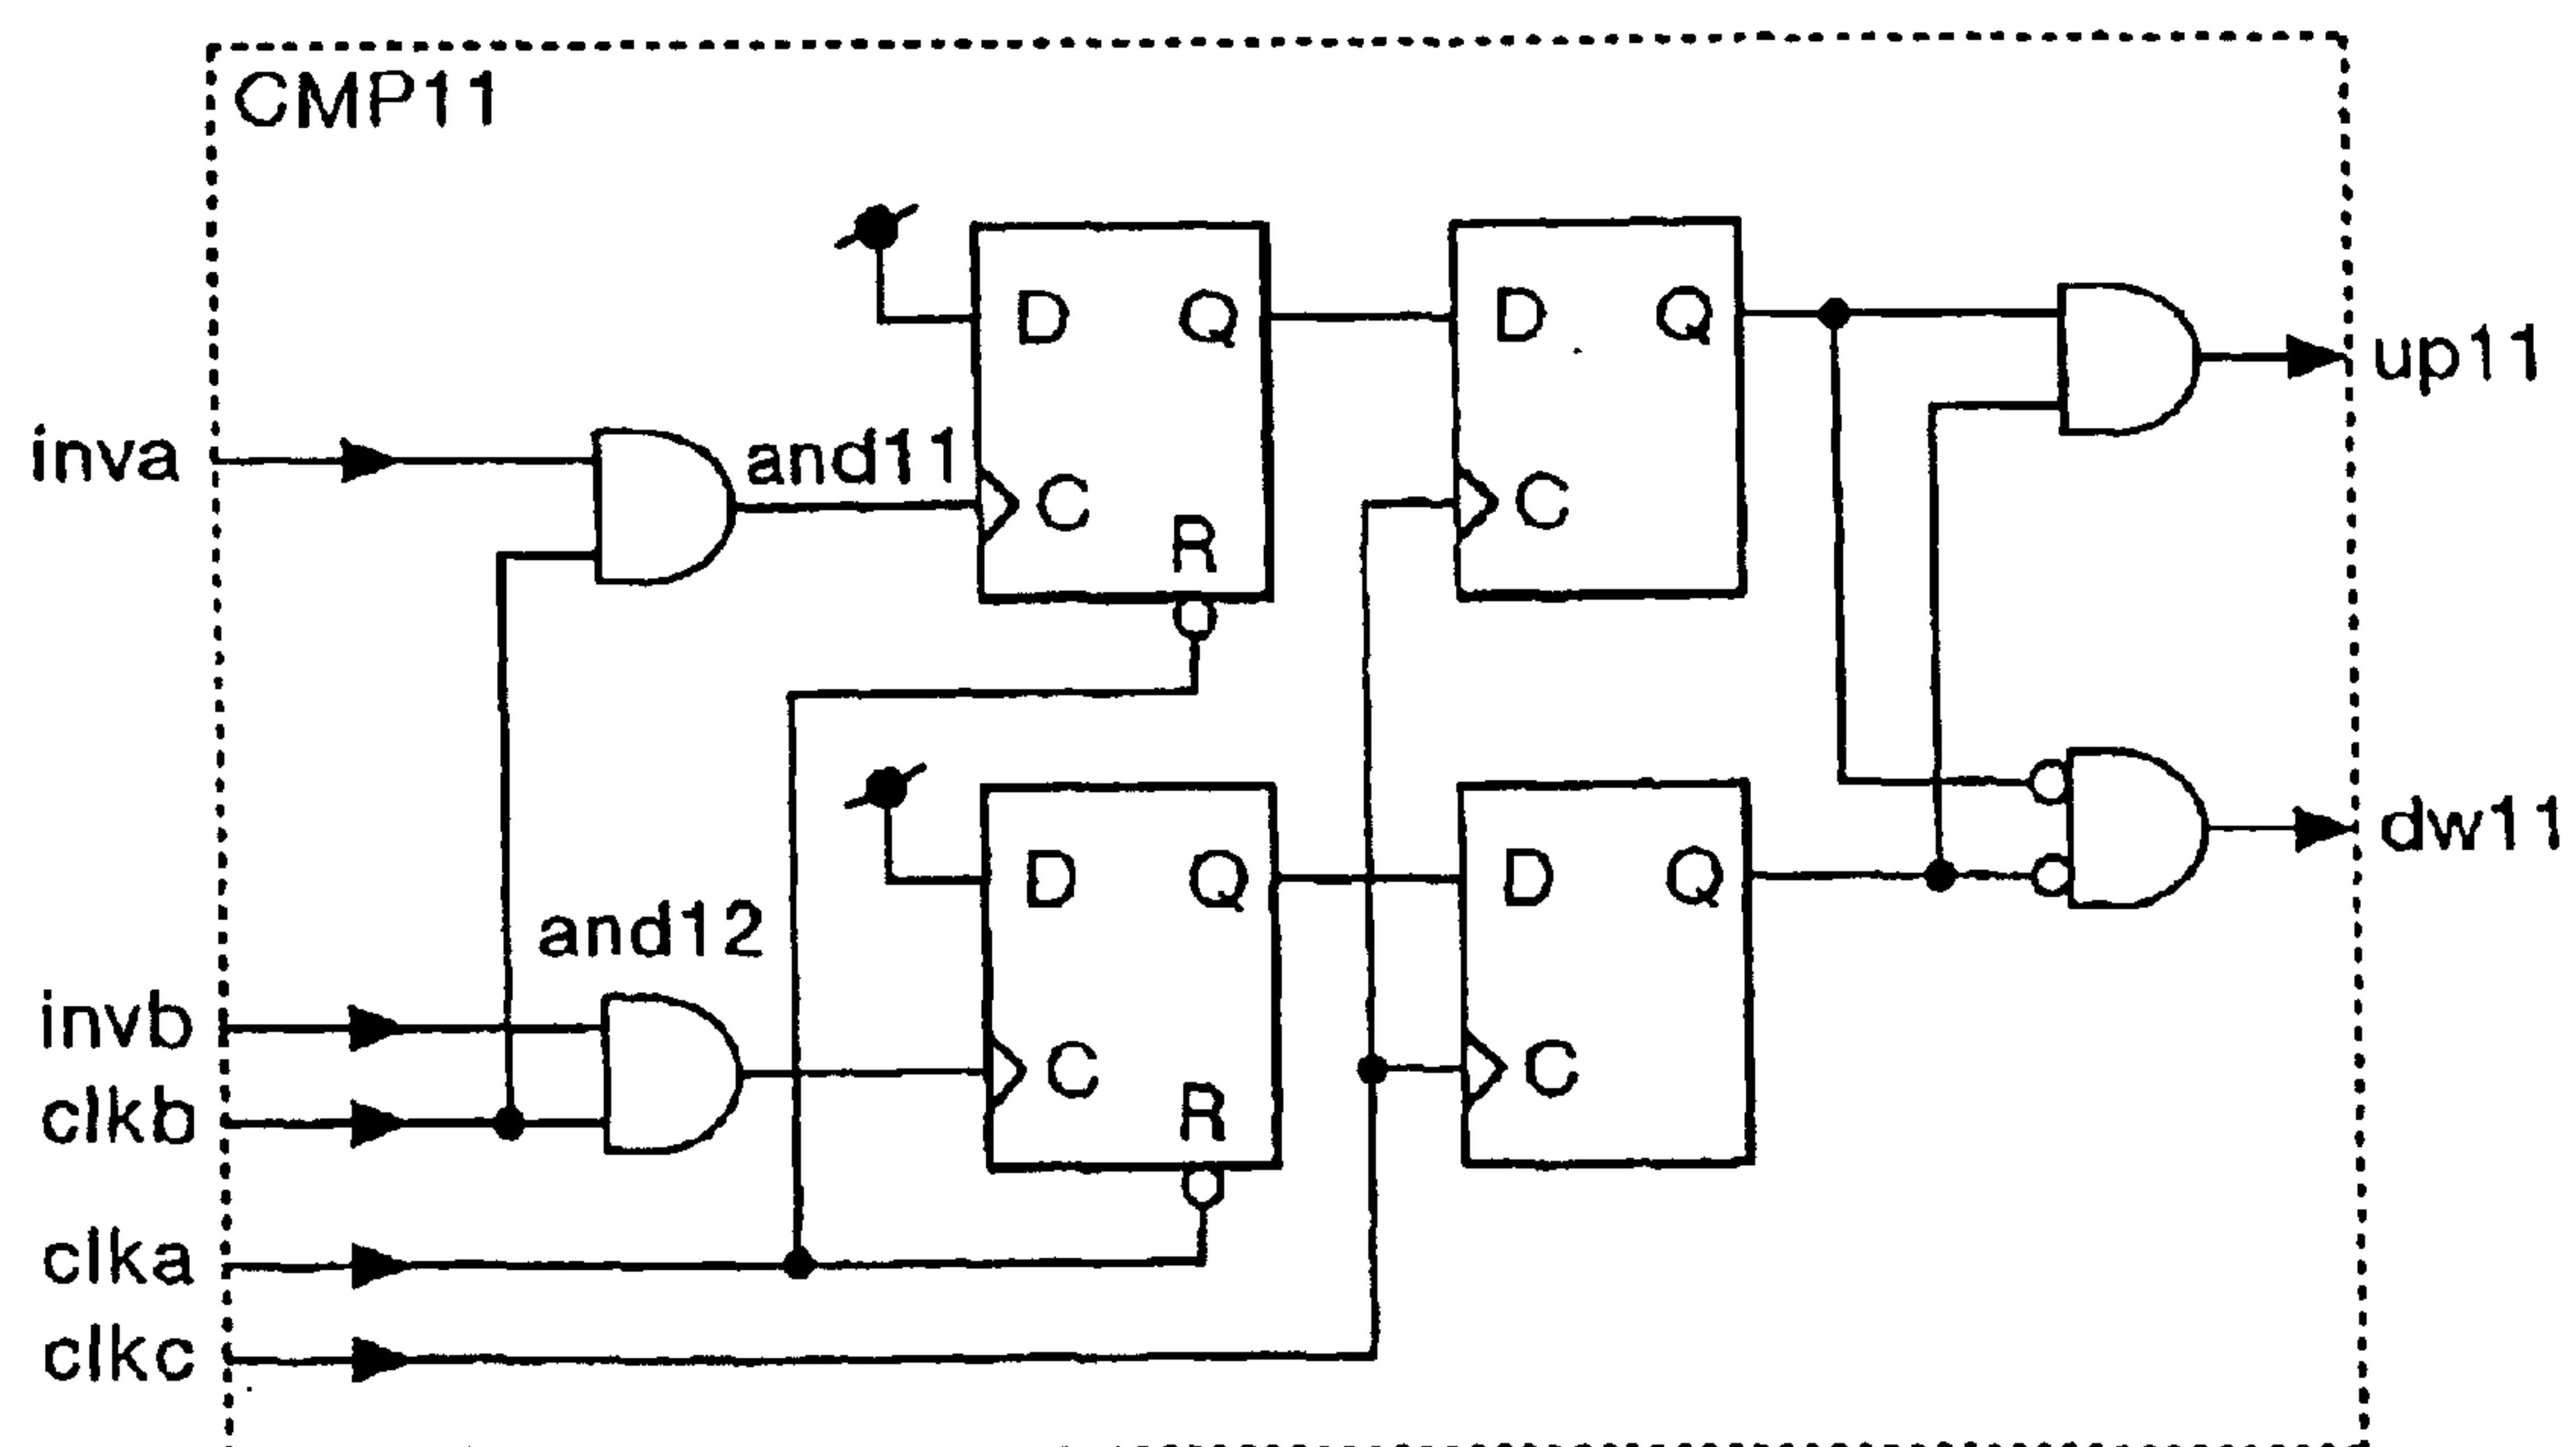 CMP11
D Q D Q
up11
inva
and11
C
C
R
dw11
D Q D Q
and12
invb
C
C
clkb
R
clka
clkc